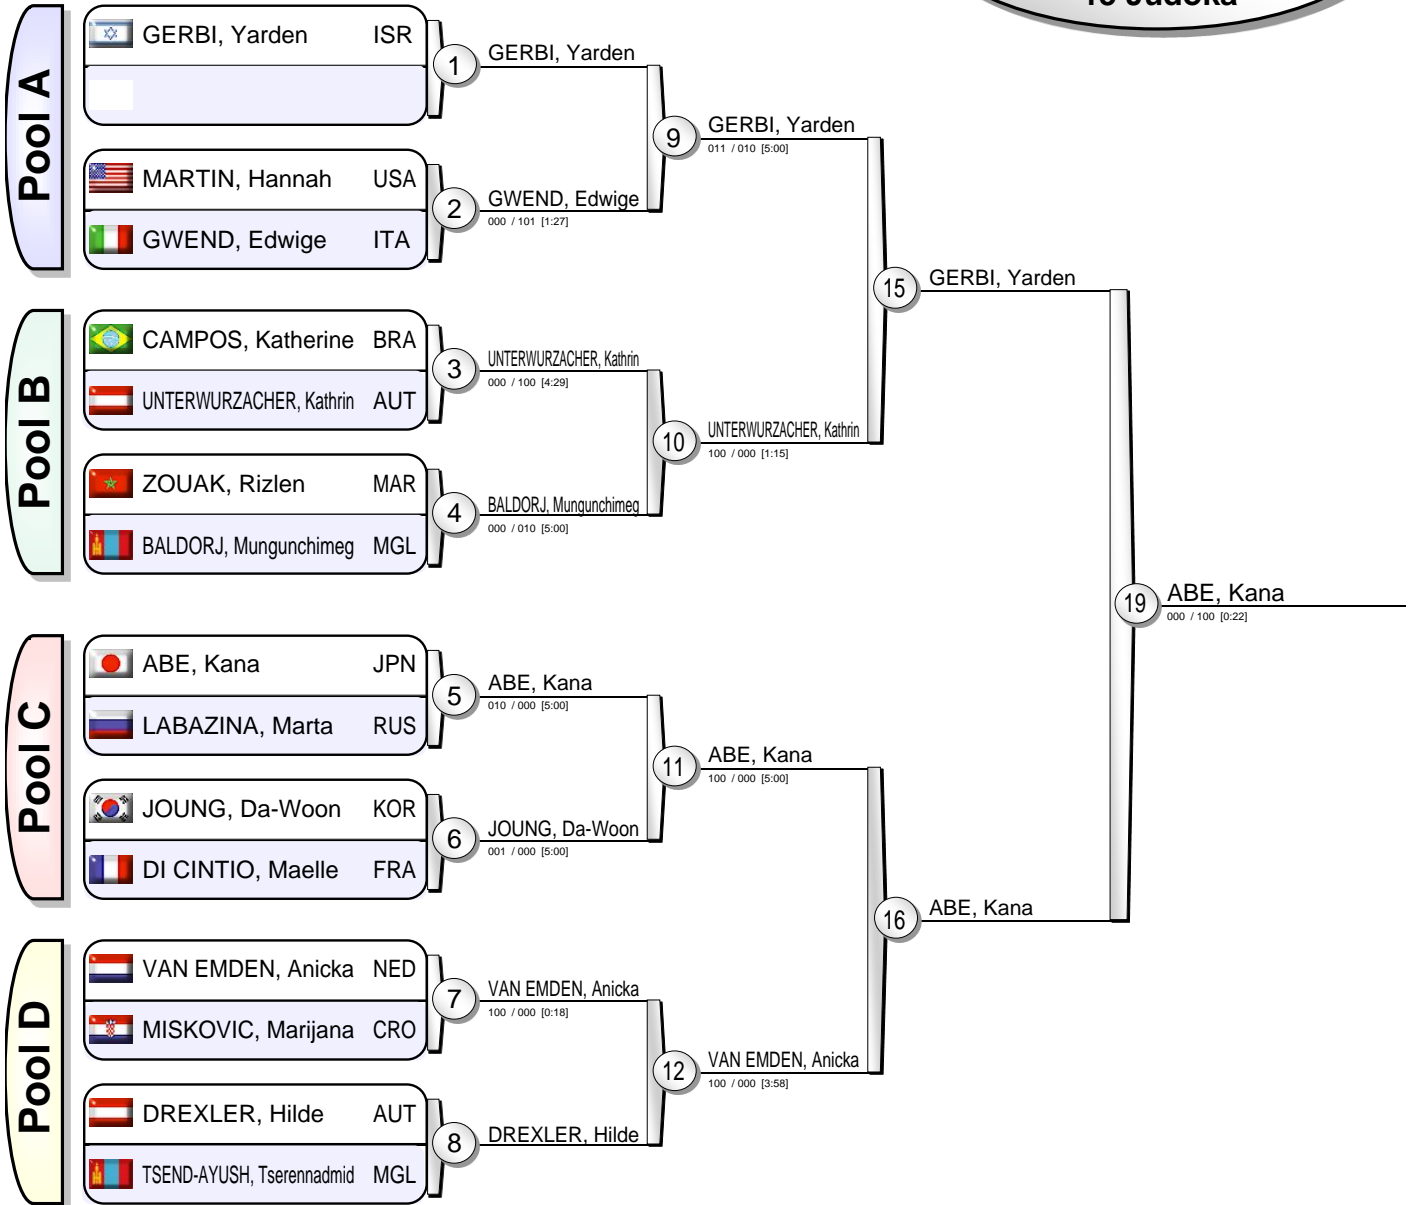 Pool A
GERBI, Yarden ISR
MARTIN, Hannah USA
GWEND, Edwige ITA
Pool B
CAMPOS, Katherine BRA
UNTERWURZACHER, Kathrin AUT
ZOUAK, Rizlen MAR
BALDORJ, Mungunchimeg MGL
Pool C
ABE, Kana JPN
LABAZINA, Marta RUS
JOUNG, Da-Woon KOR
DI CINTIO, Maelle FRA
Pool D
VAN EMDEN, Anicka NED
MISKOVIC, Marijana CRO
DREXLER, Hilde AUT
TSEND-AYUSH, Tserennadmid MGL
1
GERBI, Yarden
2
GWEND, Edwige
000 / 101 [1:27]
3
UNTERWURZACHER, Kathrin
000 / 100 [4:29]
4
BALDORJ, Mungunchimeg
000 / 010 [5:00]
5
ABE, Kana
010 / 000 [5:00]
6
JOUNG, Da-Woon
001 / 000 [5:00]
7
VAN EMDEN, Anicka
100 / 000 [0:18]
8
DREXLER, Hilde
9
GERBI, Yarden
011 / 010 [5:00]
10
UNTERWURZACHER, Kathrin
100 / 000 [1:15]
11
ABE, Kana
100 / 000 [5:00]
12
VAN EMDEN, Anicka
100 / 000 [3:58]
15
GERBI, Yarden
16
ABE, Kana
19
ABE, Kana
000 / 100 [0:22]